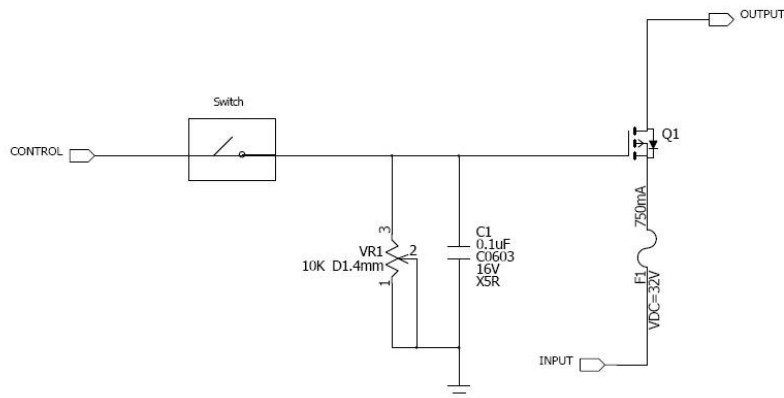 OUTPUT
Switch
Q1
CONTROL
750mA
3
VR1
2
10K D1.4mm
1
C1
0.1uF
C0603
16V
X5R
F1
VDC=32V
INPUT